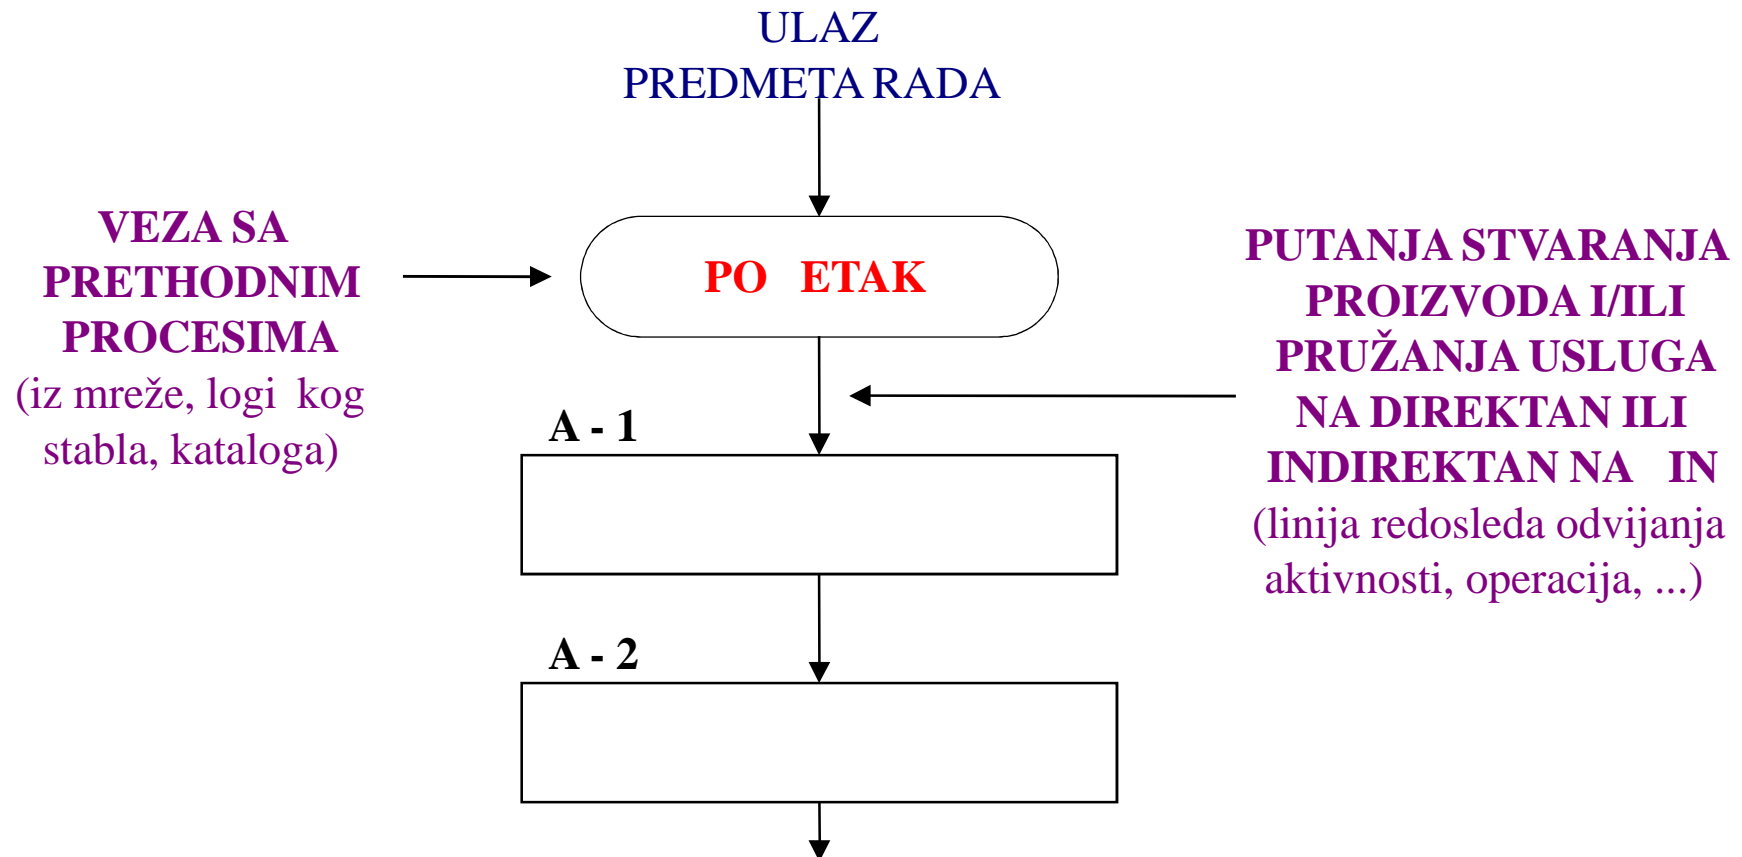 ULAZ
PREDMETA RADA
VEZA SA
PRETHODNIM
PROCESIMA
(iz mreže, logi kog
stabla, kataloga)
PO ETAK
PUTANJA STVARANJA
PROIZVODA I/ILI
PRUŽANJA USLUGA
NA DIREKTAN ILI
INDIREKTAN NA IN
(linija redosleda odvijanja
aktivnosti, operacija, ...)
A - 1
A - 2